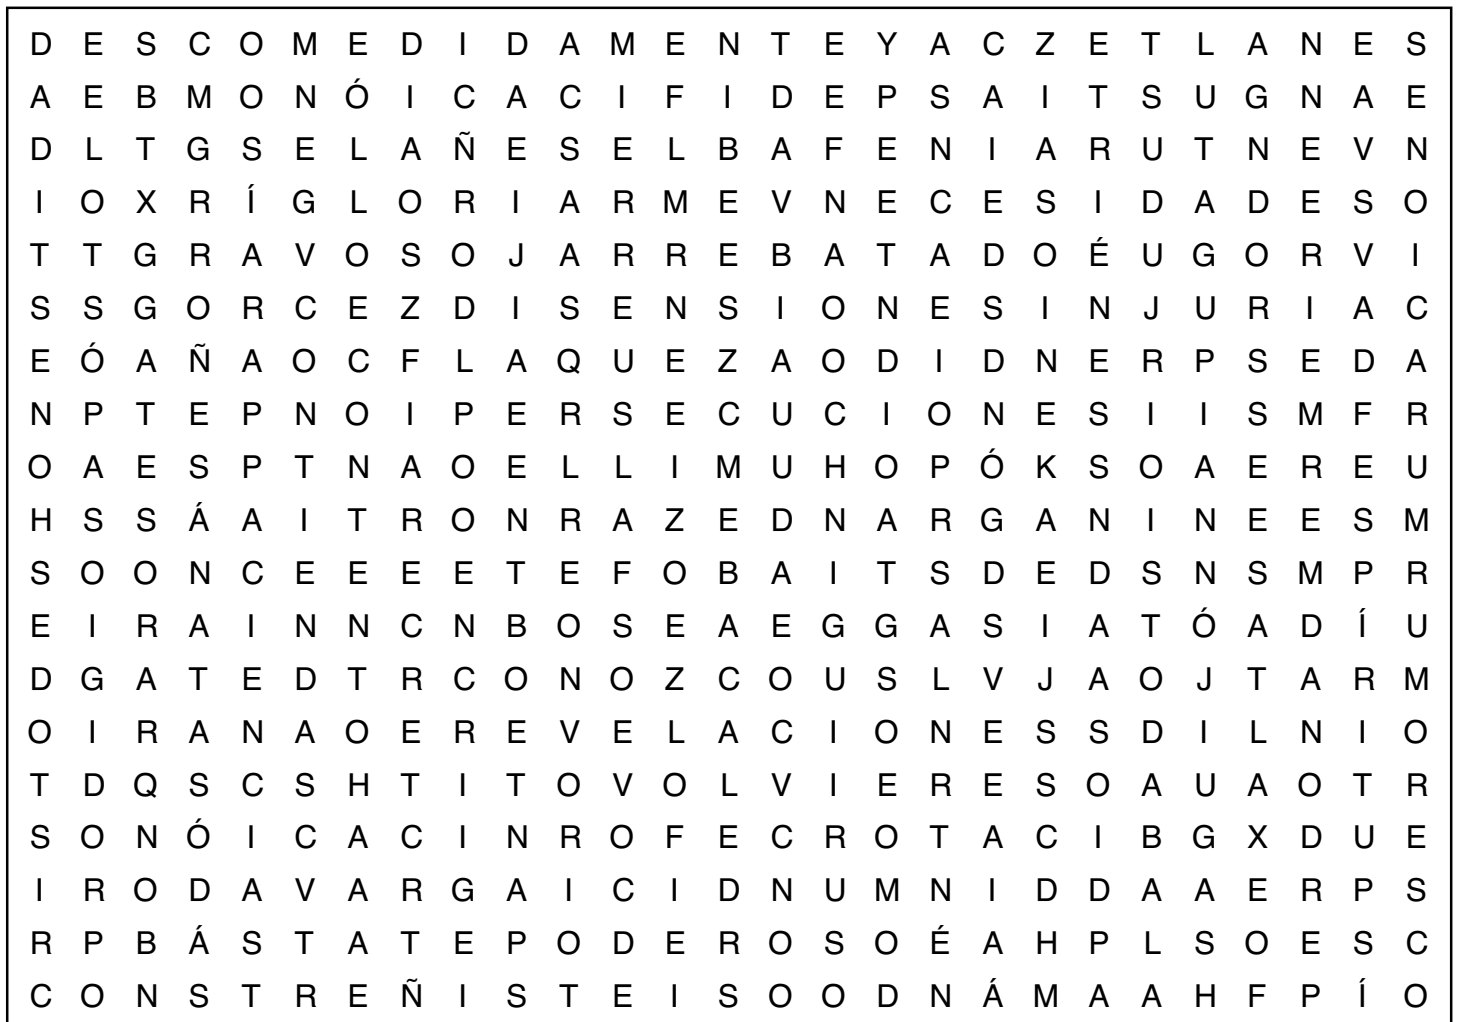 D E S C O M E D I D A M E N T E Y A C Z E T L A N E S
A E B M O N Ó I C A C I F I D E P S A I T S U G N A E
D L T G S E L A Ñ E S E L B A F E N I A R U T N E V N
I O X R Í G L O R I A R M E V N E C E S I D A D E S O
T T G R A V O S O J A R R E B A T A D O É U G O R V I
S S G O R C E Z D I S E N S I O N E S I N J U R I A C
E Ó A Ñ A O C F L A Q U E Z A O D I D N E R P S E D A
N P T E P N O I P E R S E C U C I O N E S I I S M F R
O A E S P T N A O E L L I M U H O P Ó K S O A E R E U
H S S Á A I T R O N R A Z E D N A R G A N I N E E S M
S O O N C E E E E T E F O B A I T S D E D S N S M P R
E I R A I N N C N B O S E A E G G A S I A T Ó A D Í U
D G A T E D T R C O N O Z C O U S L V J A O J T A R M
O I R A N A O E R E V E L A C I O N E S S D I L N I O
T D Q S C S H T I T O V O L V I E R E S O A U A O T R
S O N Ó I C A C I N R O F E C R O T A C I B G X D U E
I R O D A V A R G A I C I D N U M N I D D A A E R P S
R P B Á S T A T E P O D E R O S O É A H P L S O E S C
C O N S T R E Ñ I S T E I S O O D N Á M A A H F P Í O